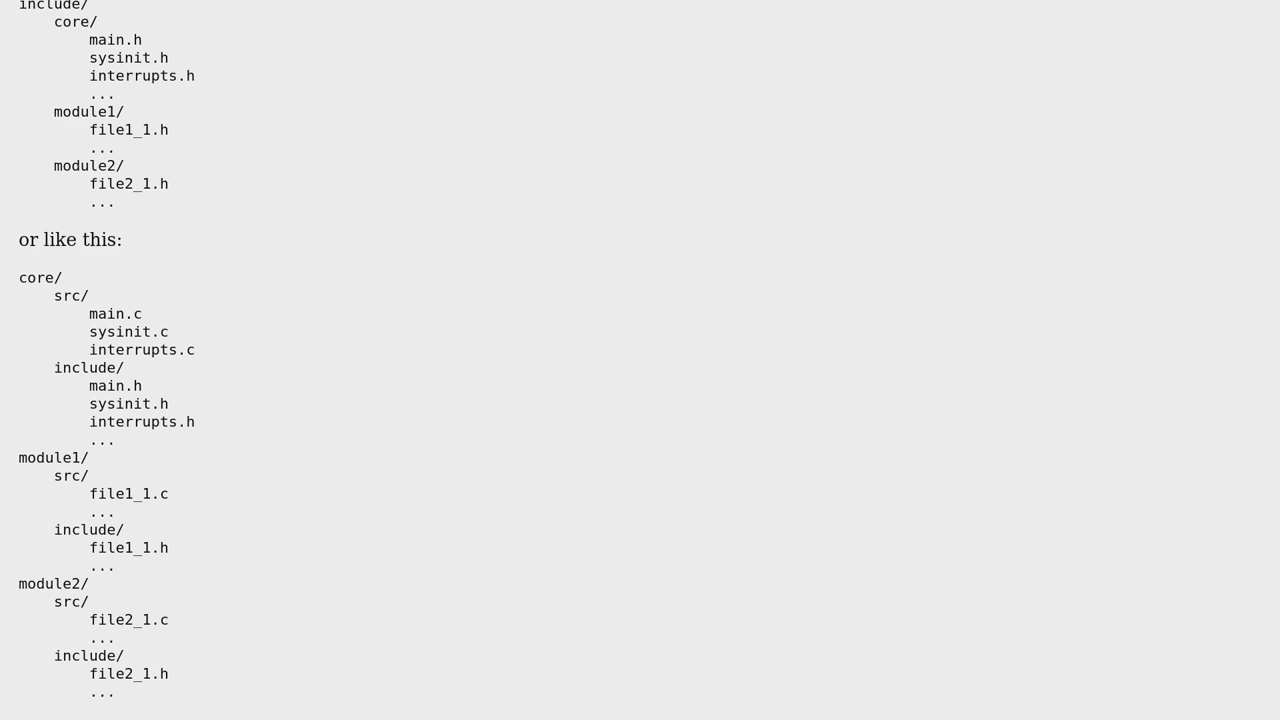 include/
    core/
        main.h
        sysinit.h
        interrupts.h
        ...
    module1/
        file1_1.h
        ...
    module2/
        file2_1.h
        ...
or like this:
core/
    src/
        main.c
        sysinit.c
        interrupts.c
    include/
        main.h
        sysinit.h
        interrupts.h
        ...
module1/
    src/
        file1_1.c
        ...
    include/
        file1_1.h
        ...
module2/
    src/
        file2_1.c
        ...
    include/
        file2_1.h
        ...